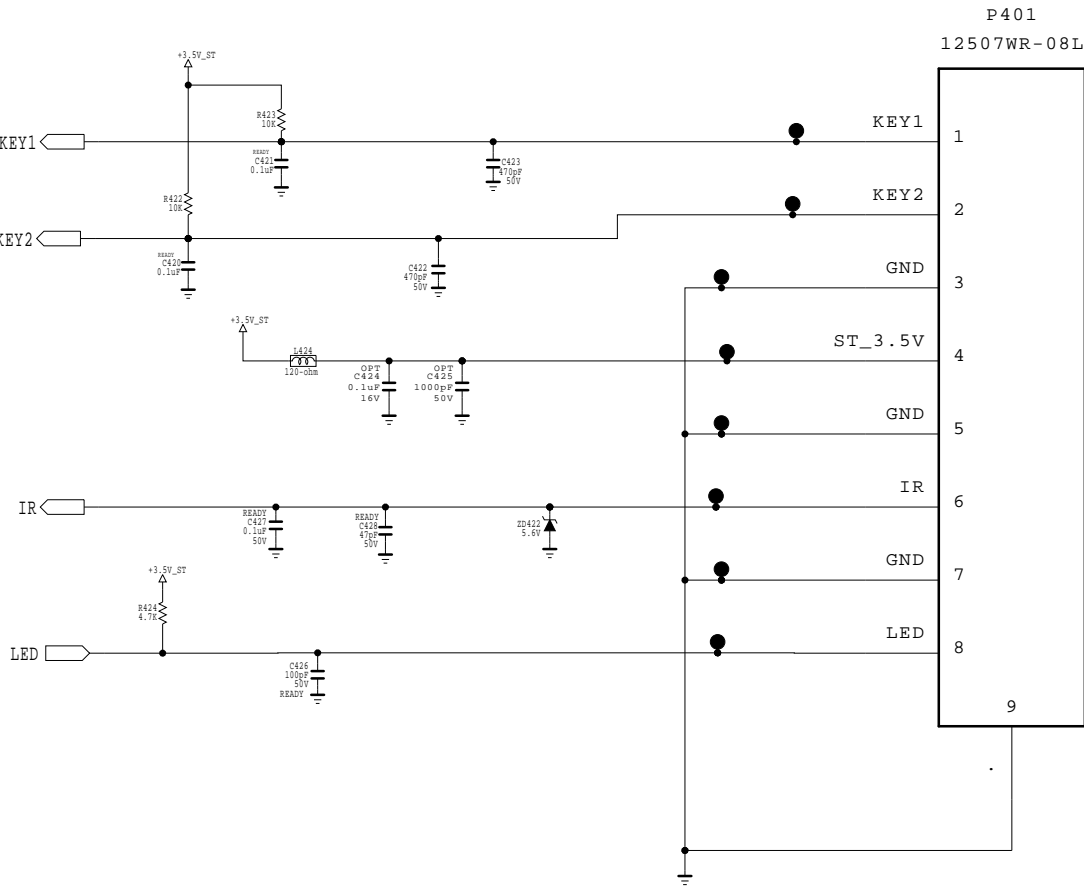 P401
12507WR-08L
+3.5V_ST
R423
10K
KEY1
READY
C421
0.1uF
C423
470pF
50V
KEY1
1
R422
10K
KEY2
READY
C420
0.1uF
C422
470pF
50V
KEY2
2
GND
3
+3.5V_ST
L424
120-ohm
OPT
C424
0.1uF
16V
OPT
C425
1000pF
50V
ST_3.5V
4
GND
5
IR
READY
C427
0.1uF
50V
READY
C428
47pF
50V
ZD422
5.6V
IR
6
GND
7
+3.5V_ST
R424
4.7K
LED
C426
100pF
50V
READY
LED
8
9